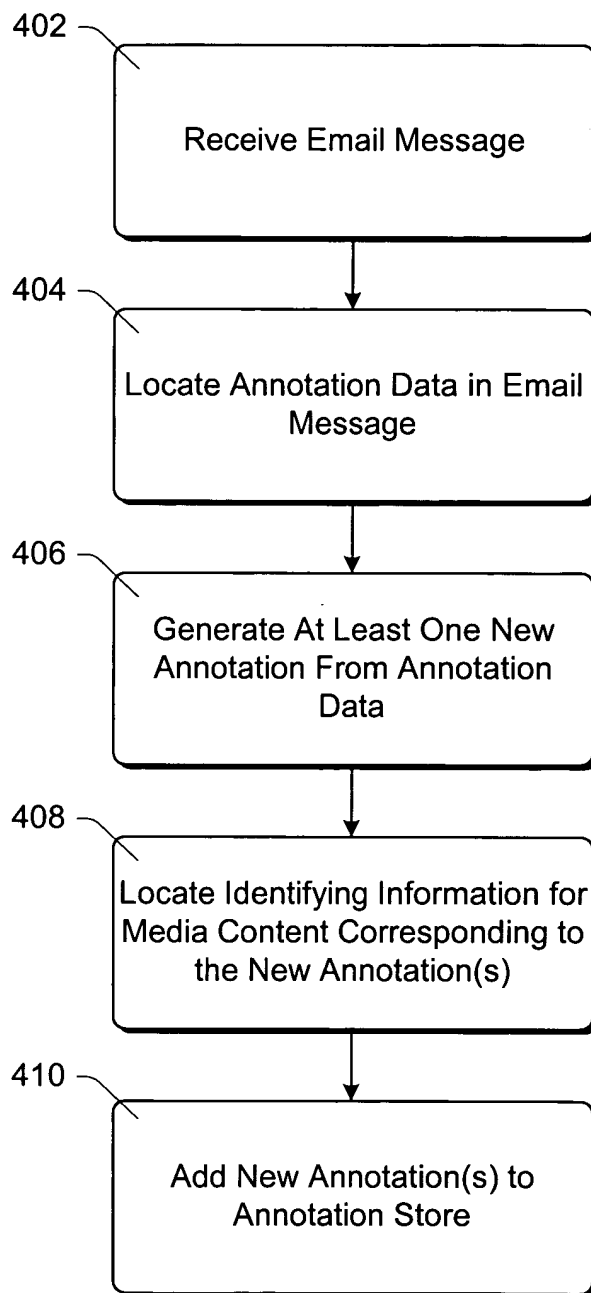 402
Receive Email Message
404
Locate Annotation Data in Email
Message
406
Generate At Least One New
Annotation From Annotation
Data
408
Locate Identifying Information for
Media Content Corresponding to
the New Annotation(s)
410
Add New Annotation(s) to
Annotation Store